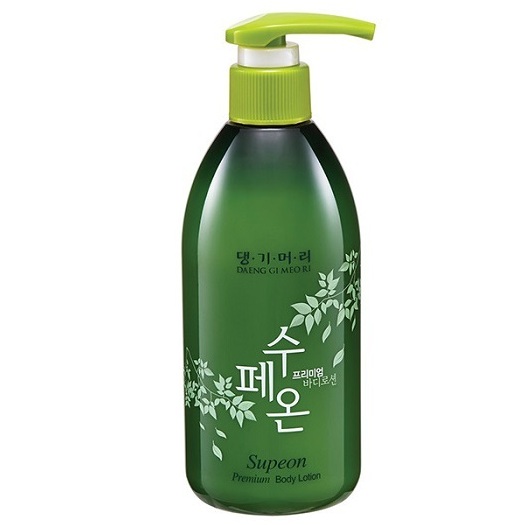 댕·기·머·리
DAENG GI MEO RI
수페온
프리미엄
바디로션
Supeon
Premium Body Lotion